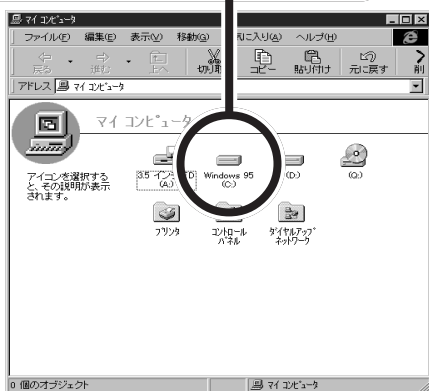 マイ コンピュータ
ファイル(F) 編集(E) 表示(V) 移動(G) に入り(A) ヘルプ(H)
戻る 進む 上へ 切り取 コピー 貼り付け 元に戻す 削
アドレス マイ コンピュータ
マイ コンピュータ
アイコンを選択する
と、その説明が表示
されます。
3.5 インチ FD
(A:)
Windows 95
(C:)
(D:)
(Q:)
プリンタ
コントロール
パネル
ダイヤルアップ
ネットワーク
0 個のオブジェクト マイ コンピュータ